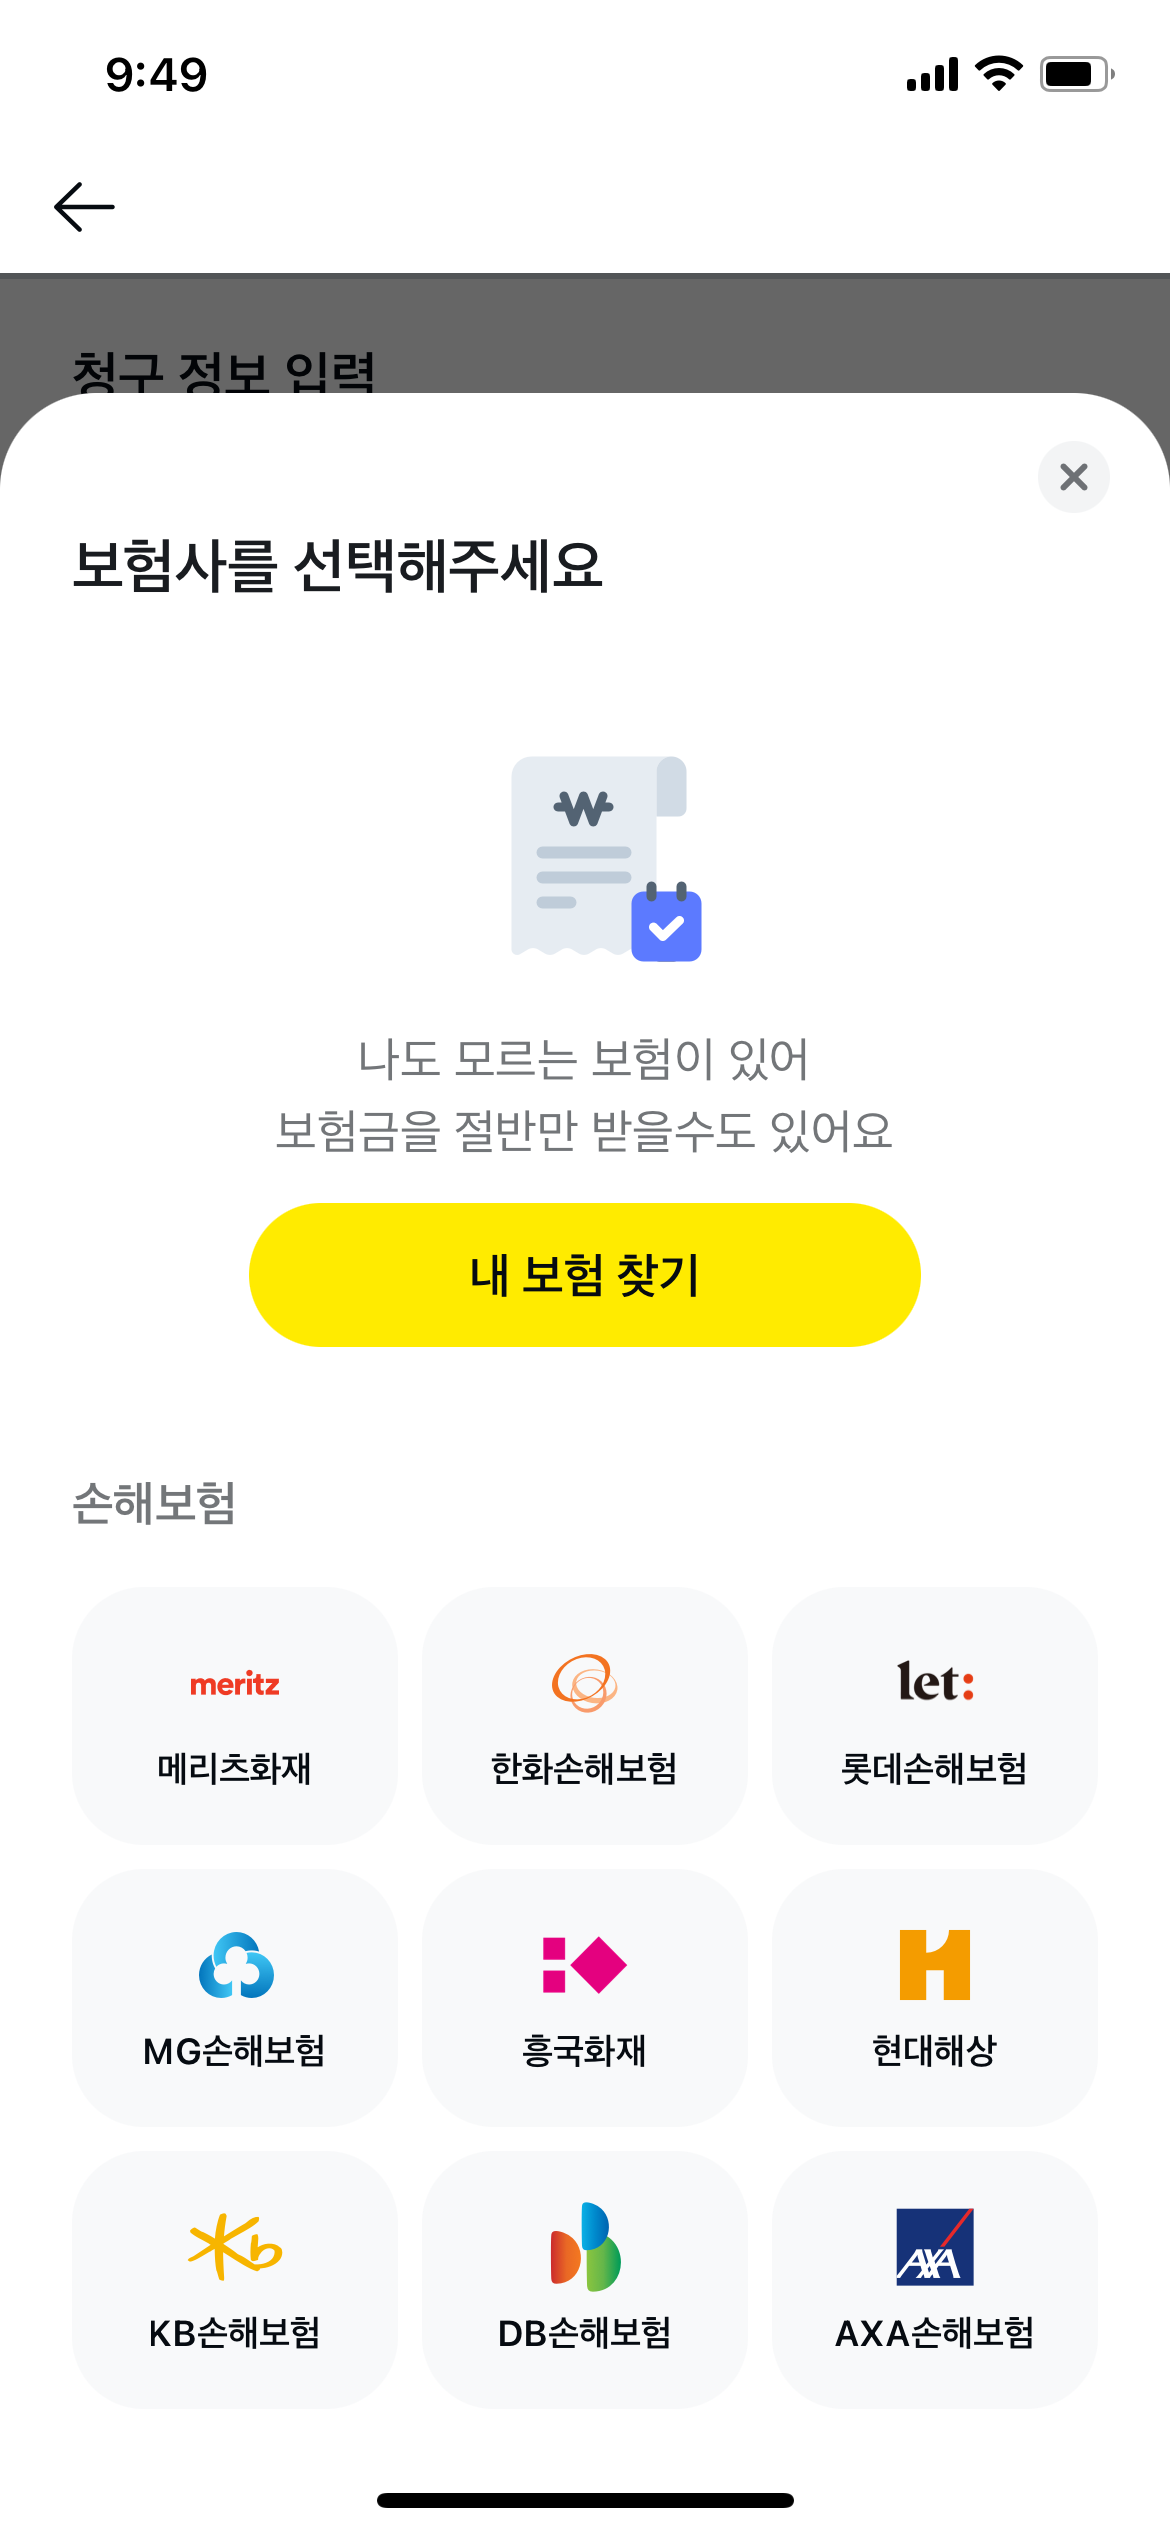 9:49
청구 정보 입력
보험사를 선택해주세요
₩
나도 모르는 보험이 있어
보험금을 절반만 받을수도 있어요
내 보험 찾기
손해보험
meritz
메리츠화재
한화손해보험
let:
롯데손해보험
MG손해보험
흥국화재
현대해상
Kb
KB손해보험
DB손해보험
AXA
AXA손해보험